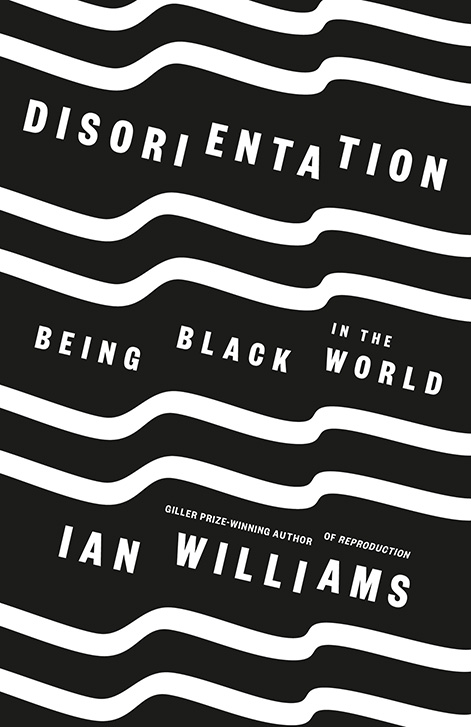 DISORIENTATION
BEING BLACK IN THE WORLD
GILLER PRIZE-WINNING AUTHOR OF REPRODUCTION
IAN WILLIAMS